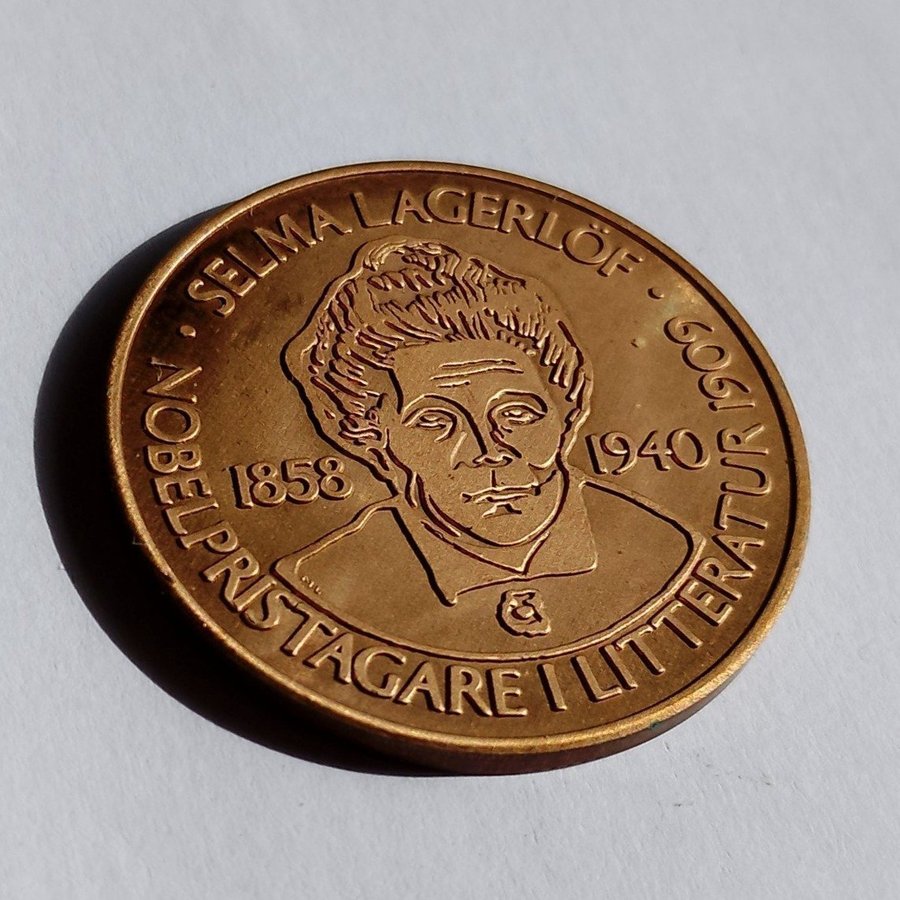 · SELMA LAGERLÖF ·
1858 1940
NOBELPRISTAGARE I LITTERATUR 1909